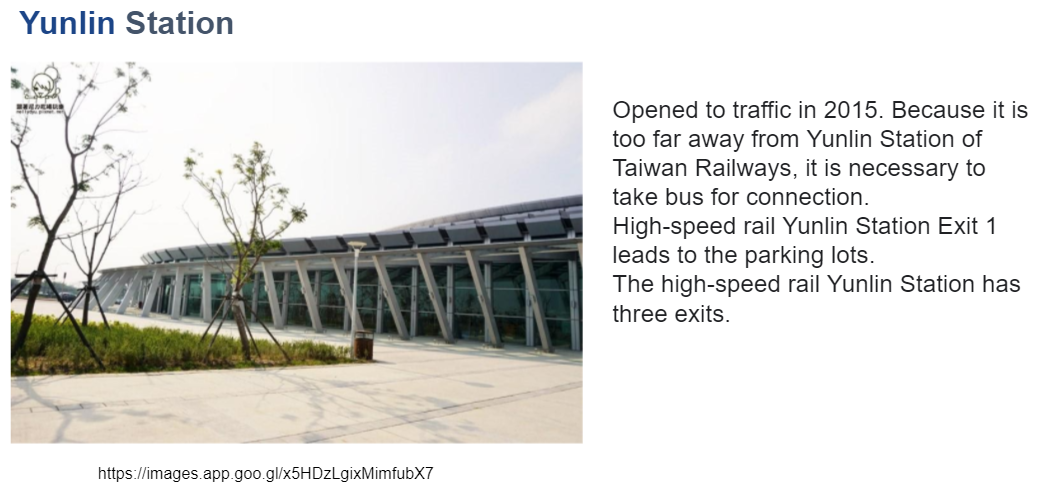 Yunlin Station
Opened to traffic in 2015. Because it is
too far away from Yunlin Station of
Taiwan Railways, it is necessary to
take bus for connection.
High-speed rail Yunlin Station Exit 1
leads to the parking lots.
The high-speed rail Yunlin Station has
three exits.
https://images.app.goo.gl/x5HDzLgixMimfubX7